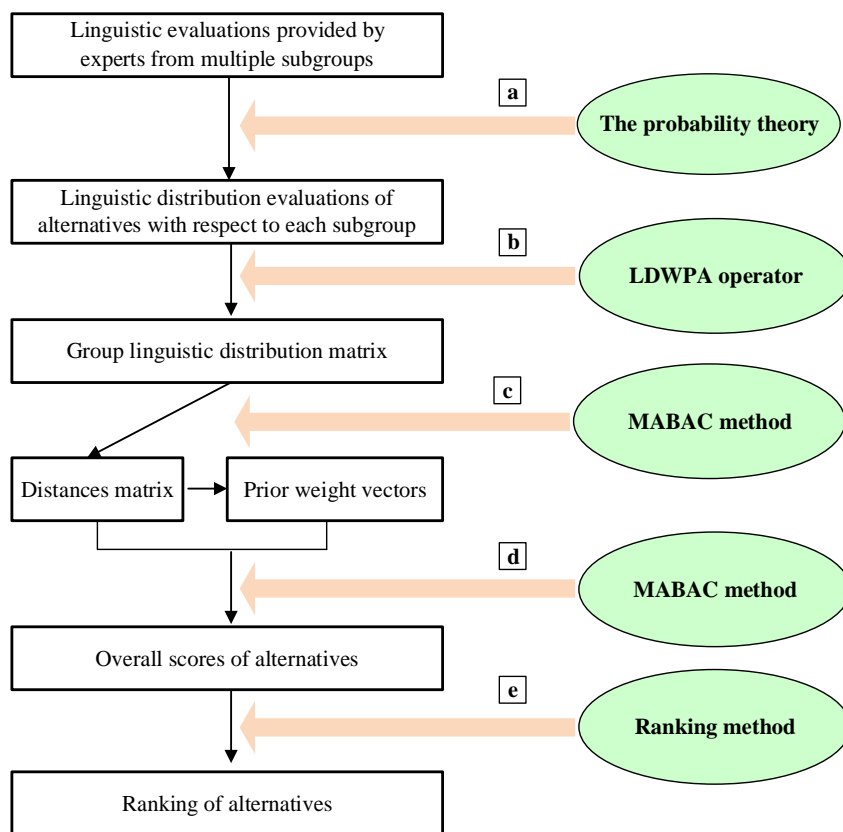 Linguistic evaluations provided by
experts from multiple subgroups
a
The probability theory
Linguistic distribution evaluations of
alternatives with respect to each subgroup
b
LDWPA operator
Group linguistic distribution matrix
c
MABAC method
Distances matrix
Prior weight vectors
d
MABAC method
Overall scores of alternatives
e
Ranking method
Ranking of alternatives